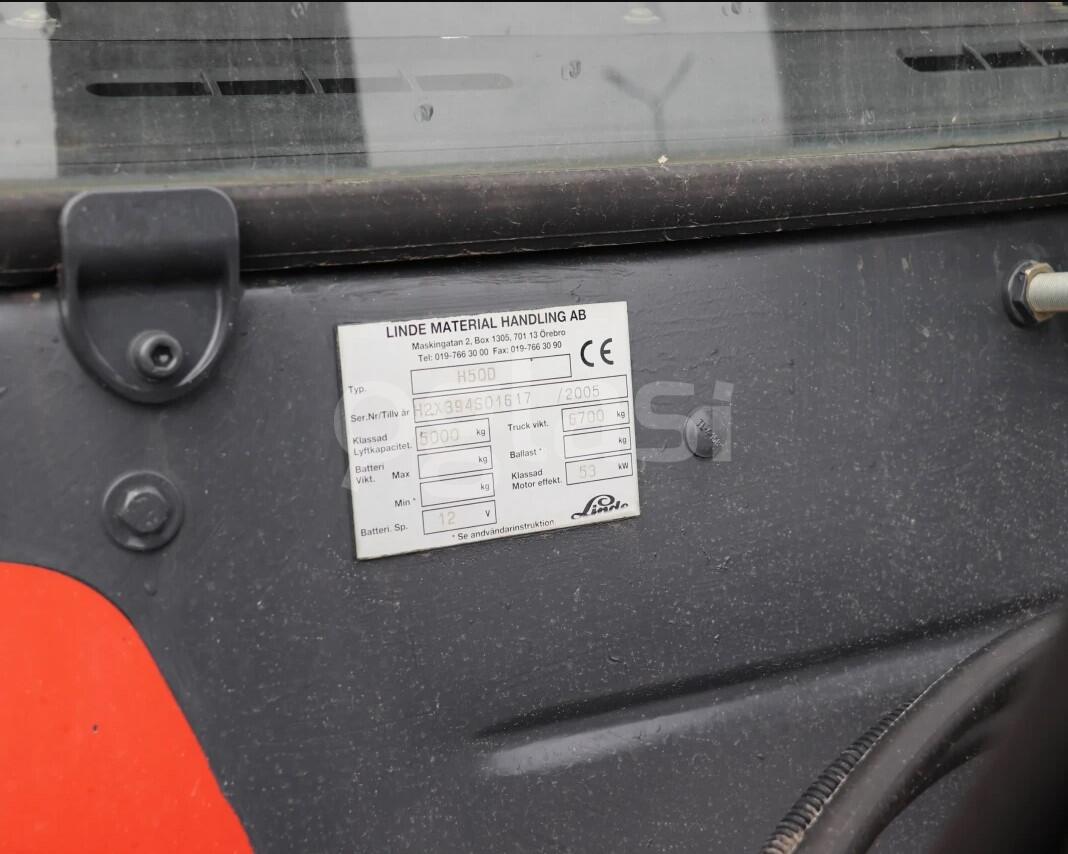 LINDE MATERIAL HANDLING AB
Maskingatan 2, Box 1305, 701 13 Örebro
Tel: 019-766 30 00 Fax: 019-766 30 90
CE
Typ. H50D
Ser.Nr/Tillv år H2X394S01617 /2005
Klassad Lyftkapacitet. 5000 kg Truck vikt. 6700 kg
Batteri Vikt. Max kg Ballast * kg
Min * kg Klassad Motor effekt. 53 kW
Batteri. Sp. 12 V
Linde
* Se andvändarinstruktion